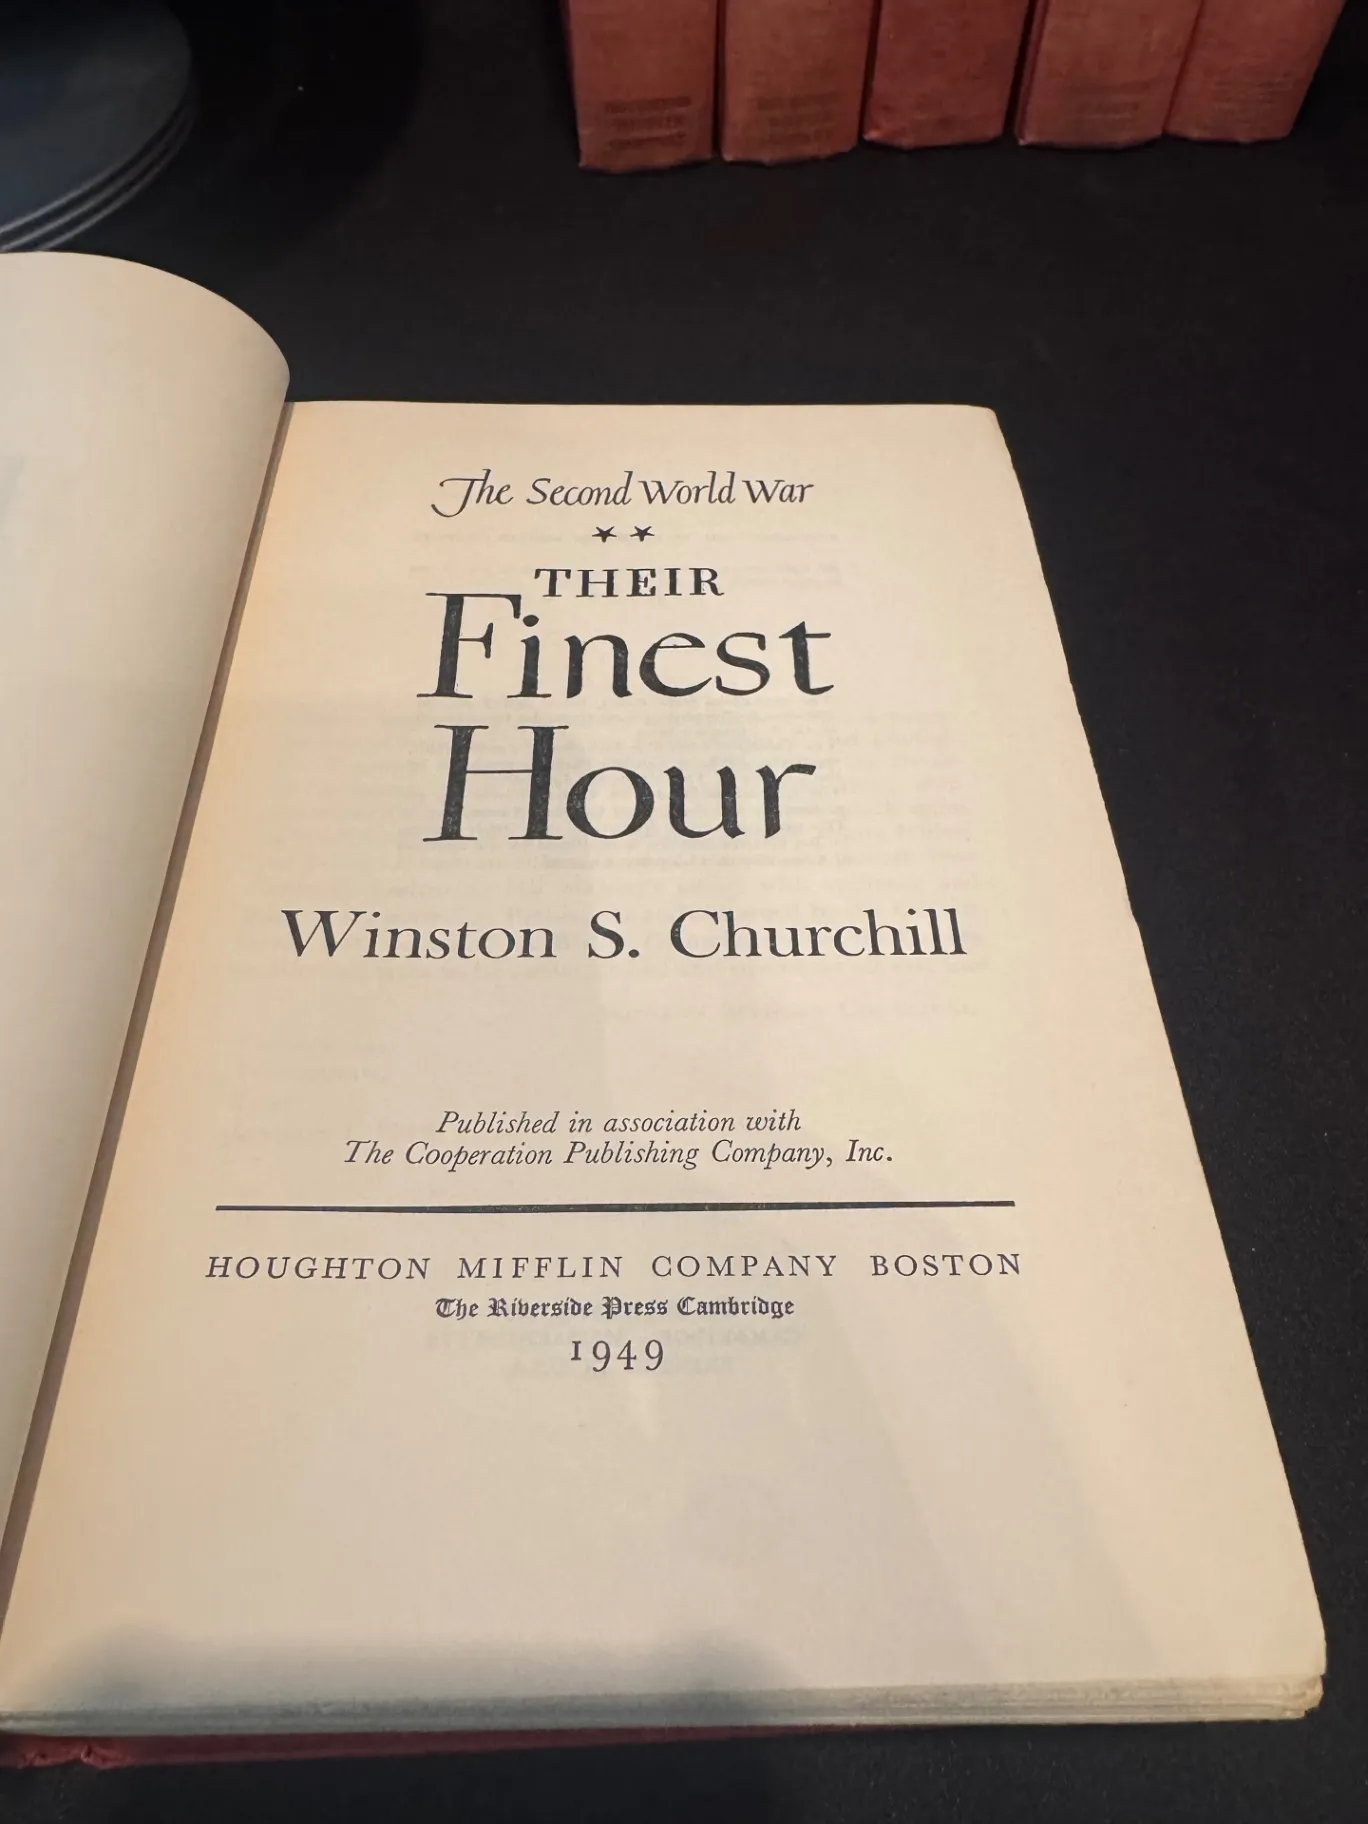 The Second World War
★ ★
THEIR
Finest
Hour
Winston S. Churchill
Published in association with
The Cooperation Publishing Company, Inc.
HOUGHTON MIFFLIN COMPANY BOSTON
The Riverside Press Cambridge
1949